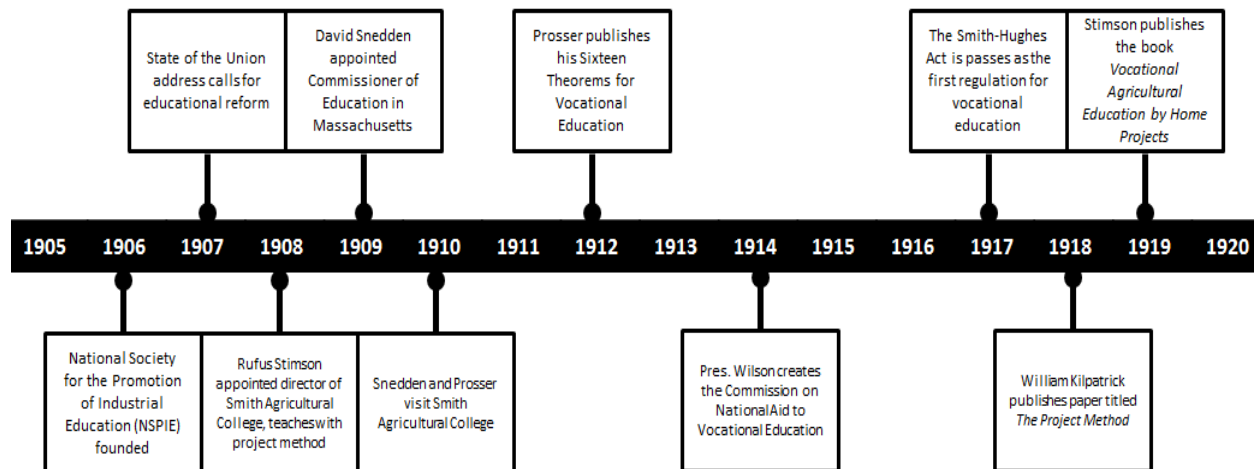 State of the Union
address calls for
educational reform
David Snedden
appointed
Commissioner of
Education in
Massachusetts
Prosser publishes
his Sixteen
Theorems for
Vocational
Education
The Smith-Hughes
Act is passes as the
first regulation for
vocational
education
Stimson publishes
the book
Vocational
Agricultural
Education by Home
Projects
1905 1906 1907 1908 1909 1910 1911 1912 1913 1914 1915 1916 1917 1918 1919 1920
National Society
for the Promotion
of Industrial
Education (NSPIE)
founded
Rufus Stimson
appointed director of
Smith Agricultural
College, teaches with
project method
Snedden and Prosser
visit Smith
Agricultural College
Pres. Wilson creates
the Commission on
National Aid to
Vocational Education
William Kilpatrick
publishes paper titled
The Project Method